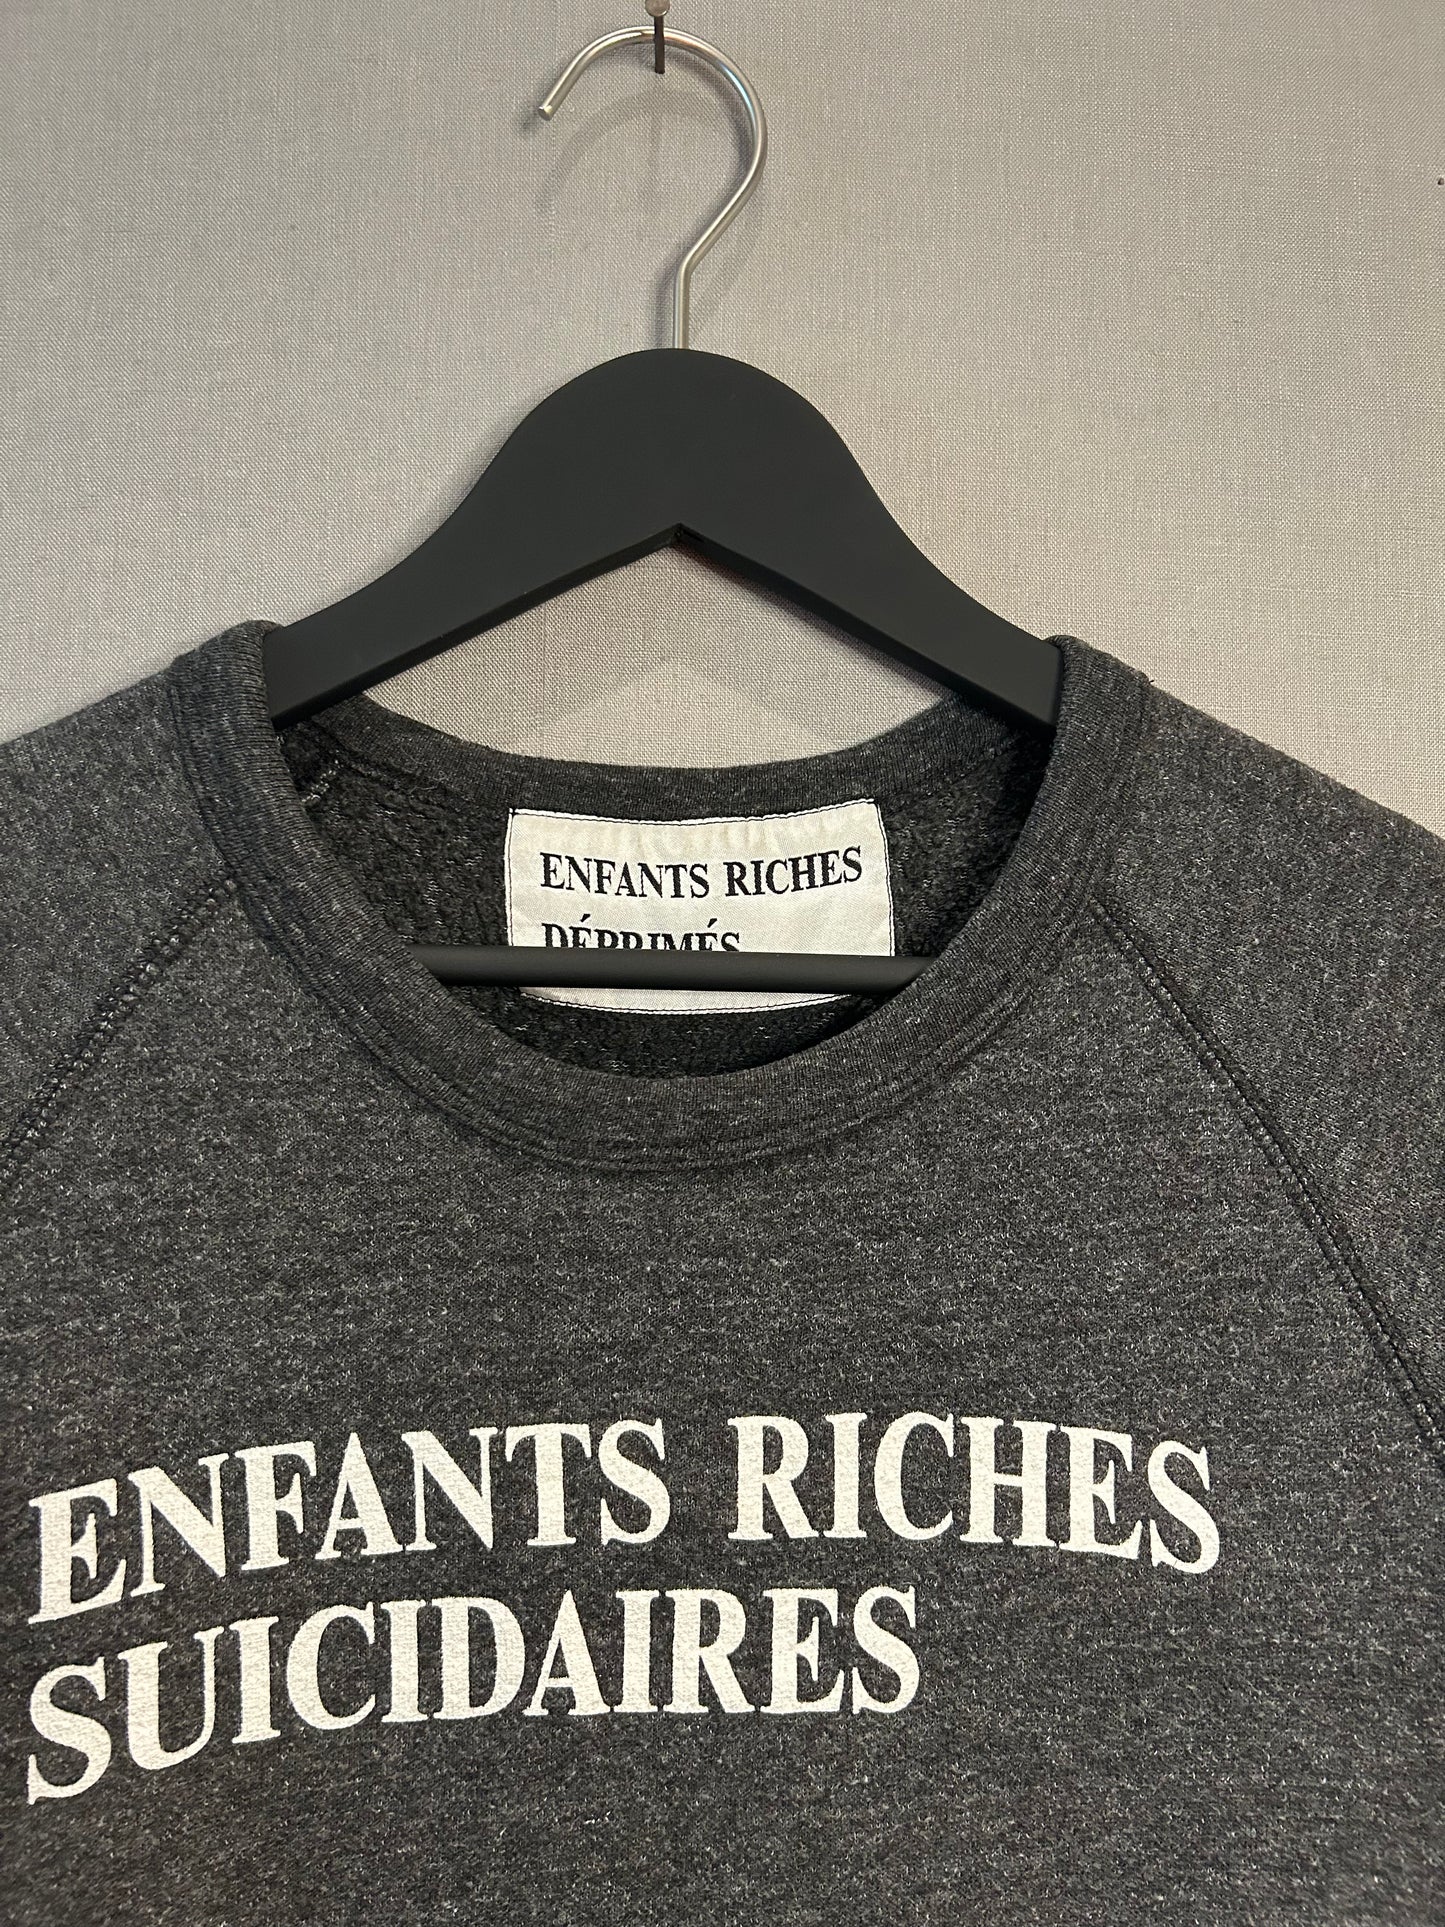 ENFANTS RICHES
DÉPRIMÉS
ENFANTS RICHES
SUICIDAIRES